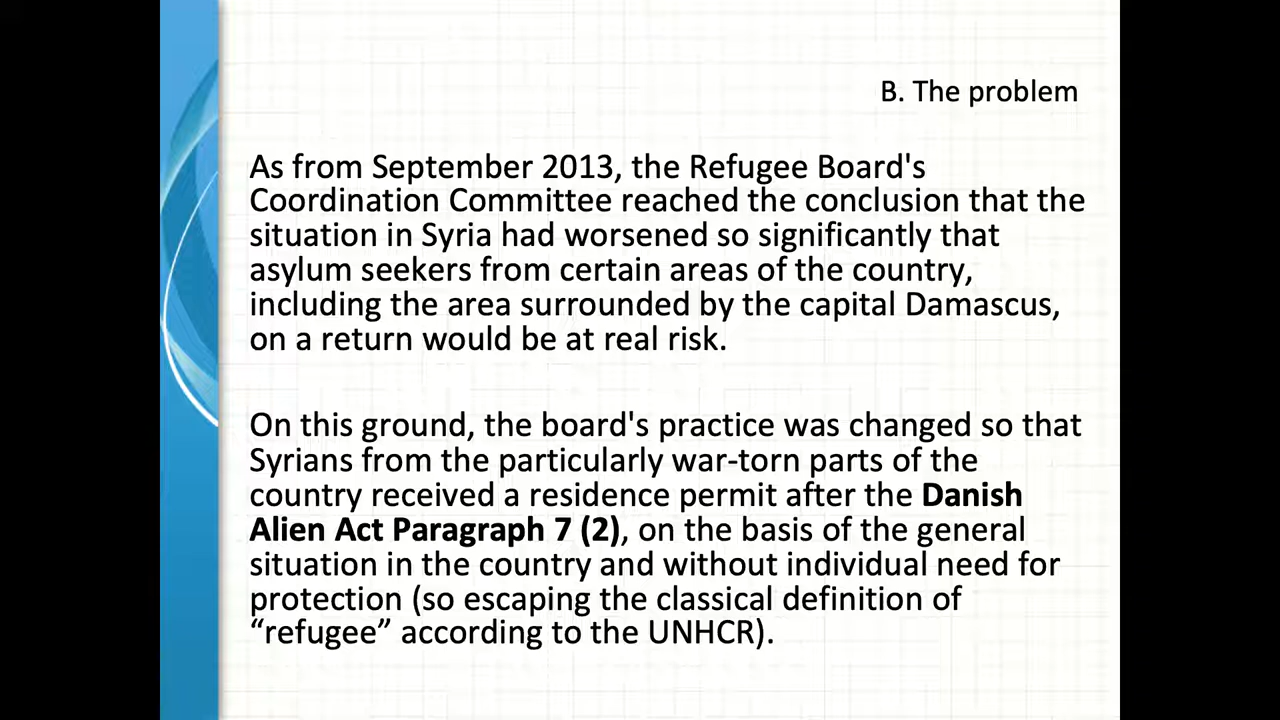 B. The problem
As from September 2013, the Refugee Board's
Coordination Committee reached the conclusion that the
situation in Syria had worsened so significantly that
asylum seekers from certain areas of the country,
including the area surrounded by the capital Damascus,
on a return would be at real risk.
On this ground, the board's practice was changed so that
Syrians from the particularly war-torn parts of the
country received a residence permit after the Danish
Alien Act Paragraph 7 (2), on the basis of the general
situation in the country and without individual need for
protection (so escaping the classical definition of
“refugee” according to the UNHCR).